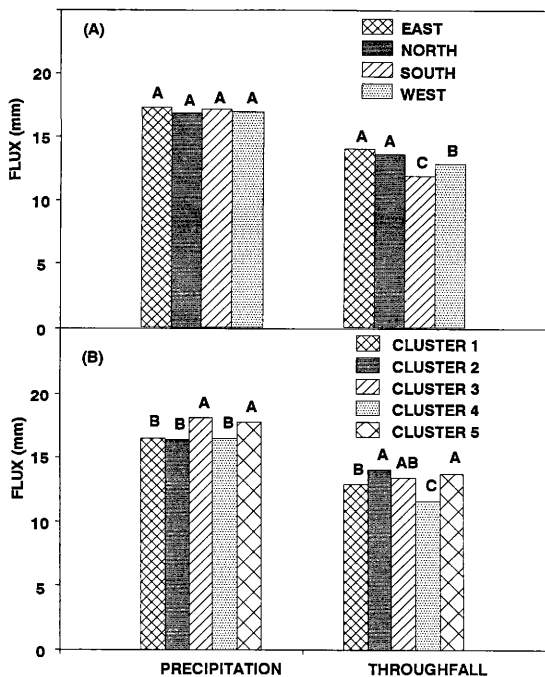 (A)
EAST
NORTH
SOUTH
WEST
FLUX (mm)
20
15
10
5
0
A A A A
A A C B
(B)
CLUSTER 1
CLUSTER 2
CLUSTER 3
CLUSTER 4
CLUSTER 5
FLUX (mm)
20
15
10
5
0
B B A B A
B A AB C A
PRECIPITATION THROUGHFALL